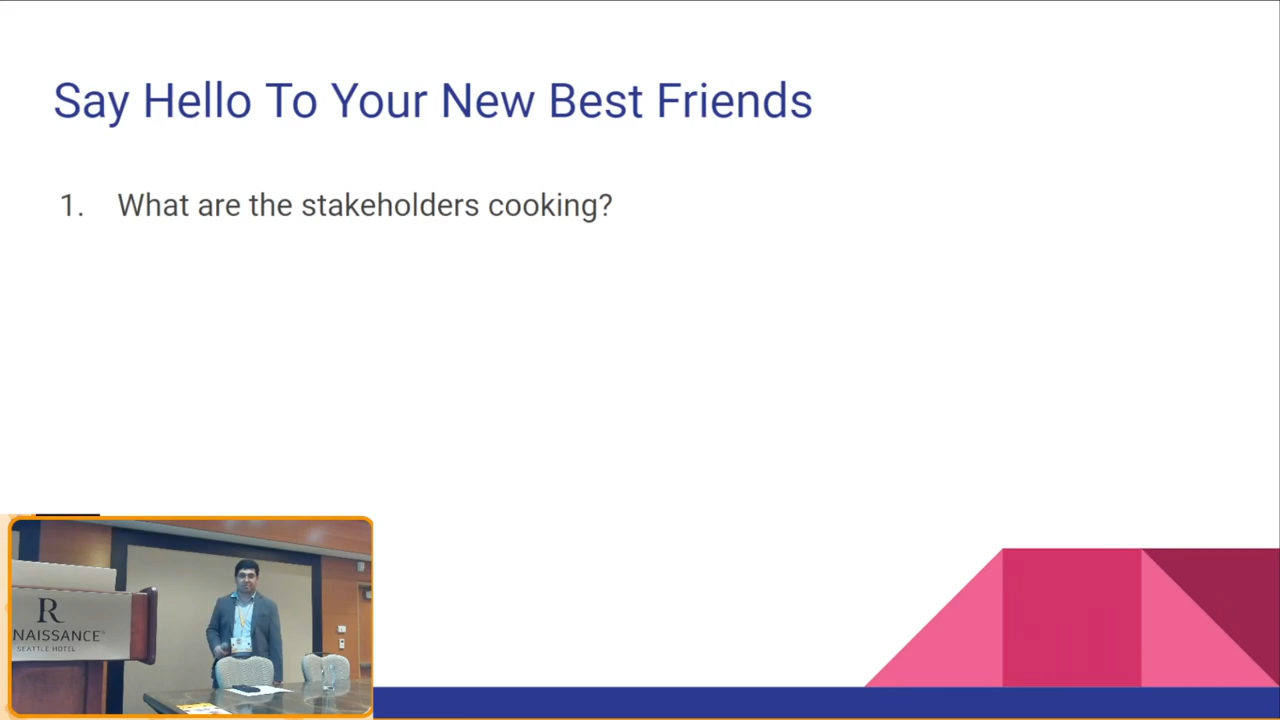 Say Hello To Your New Best Friends
1. What are the stakeholders cooking?
R
NAISSANCE
SEATTLE HOTEL